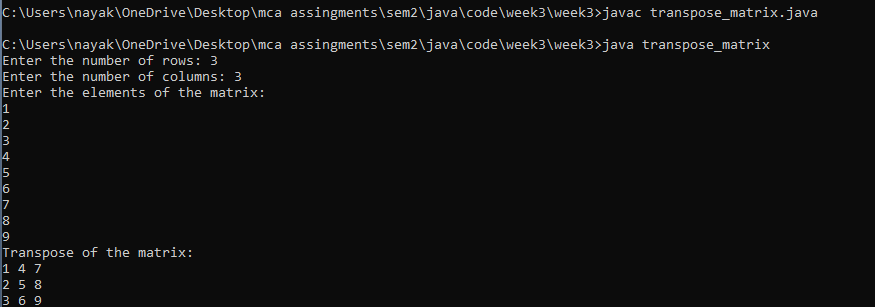 C:\Users\nayak\OneDrive\Desktop\mca assingments\sem2\java\code\week3\week3>javac transpose_matrix.java
C:\Users\nayak\OneDrive\Desktop\mca assingments\sem2\java\code\week3\week3>java transpose_matrix
Enter the number of rows: 3
Enter the number of columns: 3
Enter the elements of the matrix:
1
2
3
4
5
6
7
8
9
Transpose of the matrix:
1 4 7
2 5 8
3 6 9